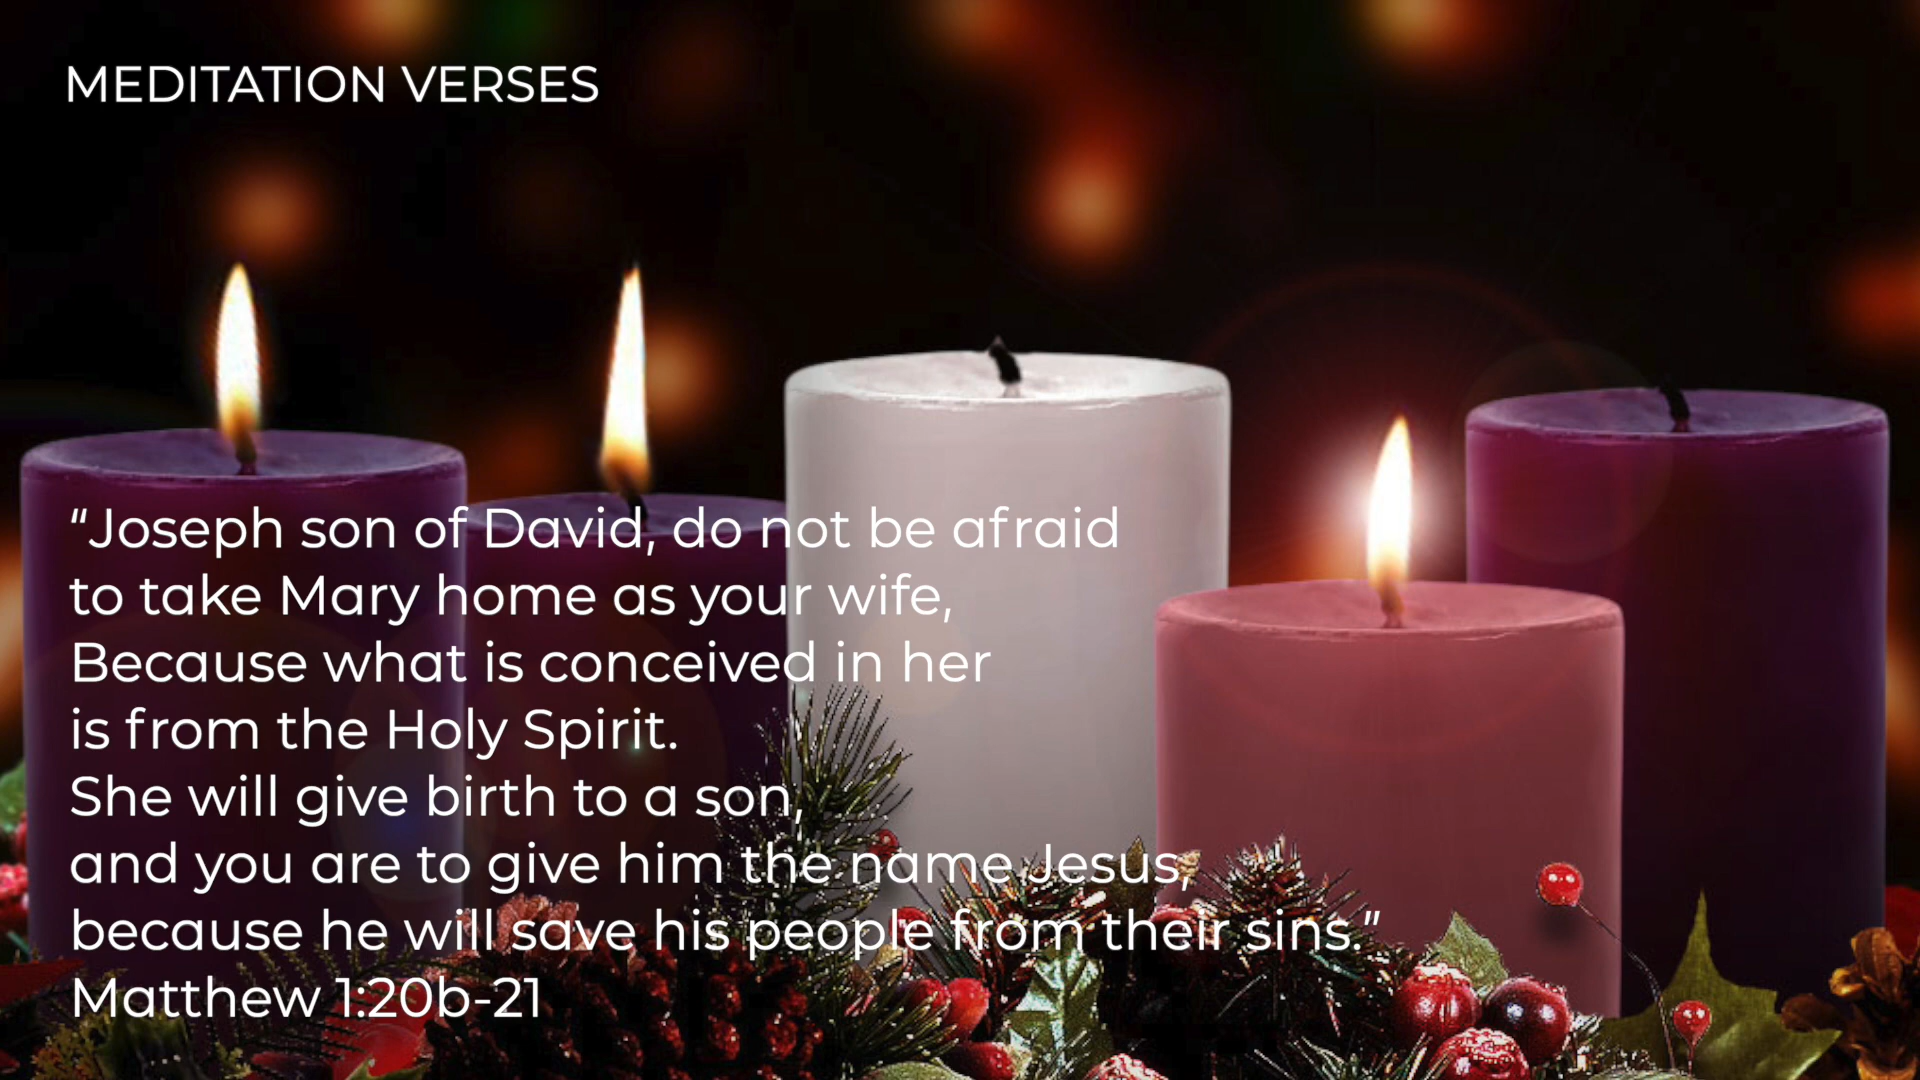 MEDITATION VERSES
“Joseph son of David, do not be afraid
to take Mary home as your wife,
Because what is conceived in her
is from the Holy Spirit.
She will give birth to a son,
and you are to give him the name Jesus,
because he will save his people from their sins.”
Matthew 1:20b-21